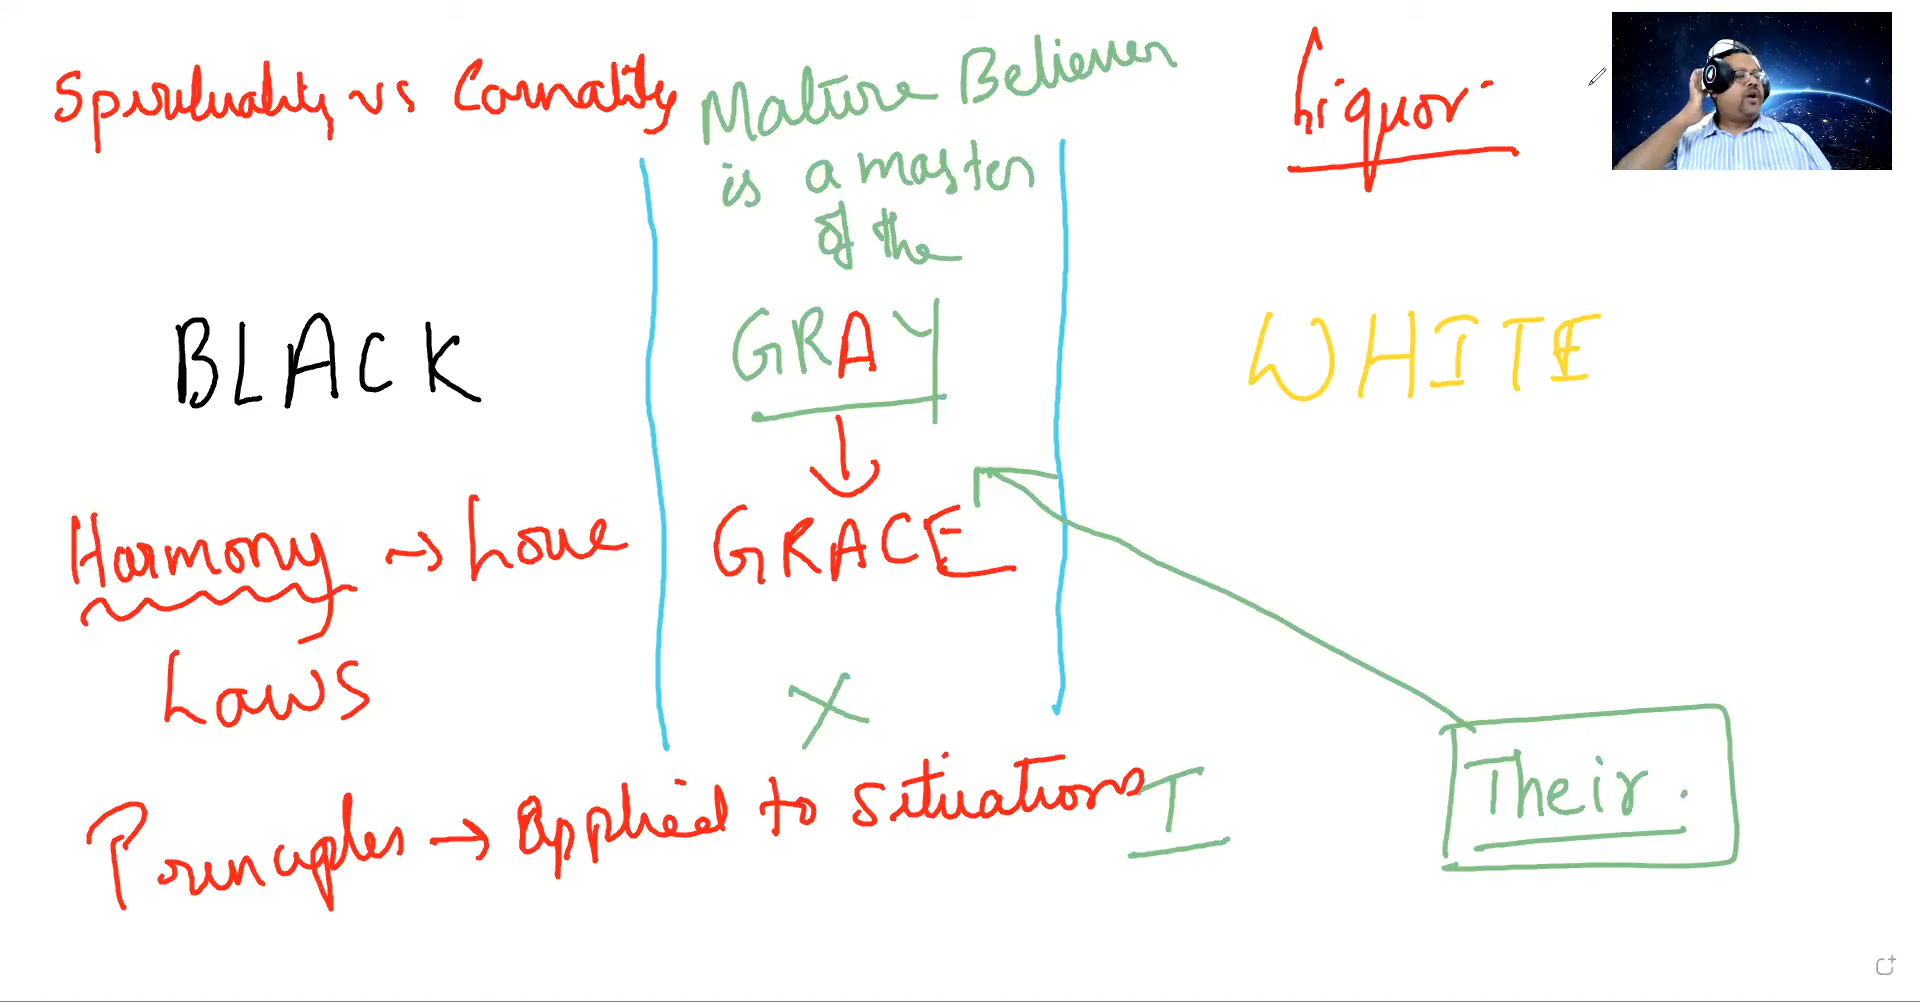 Spirituality vs Carnality
Mature Believer
is a master
of the
Liquor.
BLACK
GRAY
WHITE
GRACE
Harmony → Love
Laws
X
Principles → applied to situations
I
Their.